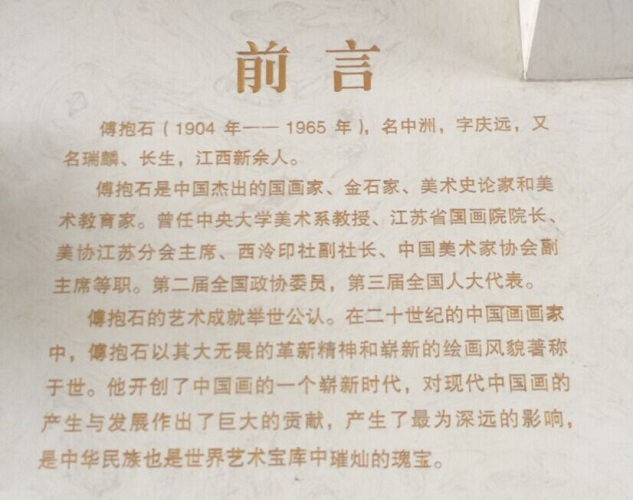 前 言
傅抱石（1904 年—— 1965 年），名中洲，字庆远，又
名瑞麟、长生，江西新余人。
傅抱石是中国杰出的国画家、金石家、美术史论家和美
术教育家。曾任中央大学美术系教授、江苏省国画院院长、
美协江苏分会主席、西泠印社副社长、中国美术家协会副
主席等职。第二届全国政协委员，第三届全国人大代表。
傅抱石的艺术成就举世公认。在二十世纪的中国画画家
中，傅抱石以其大无畏的革新精神和崭新的绘画风貌著称
于世。他开创了中国画的一个崭新时代，对现代中国画的
产生与发展作出了巨大的贡献，产生了最为深远的影响，
是中华民族也是世界艺术宝库中璀灿的瑰宝。